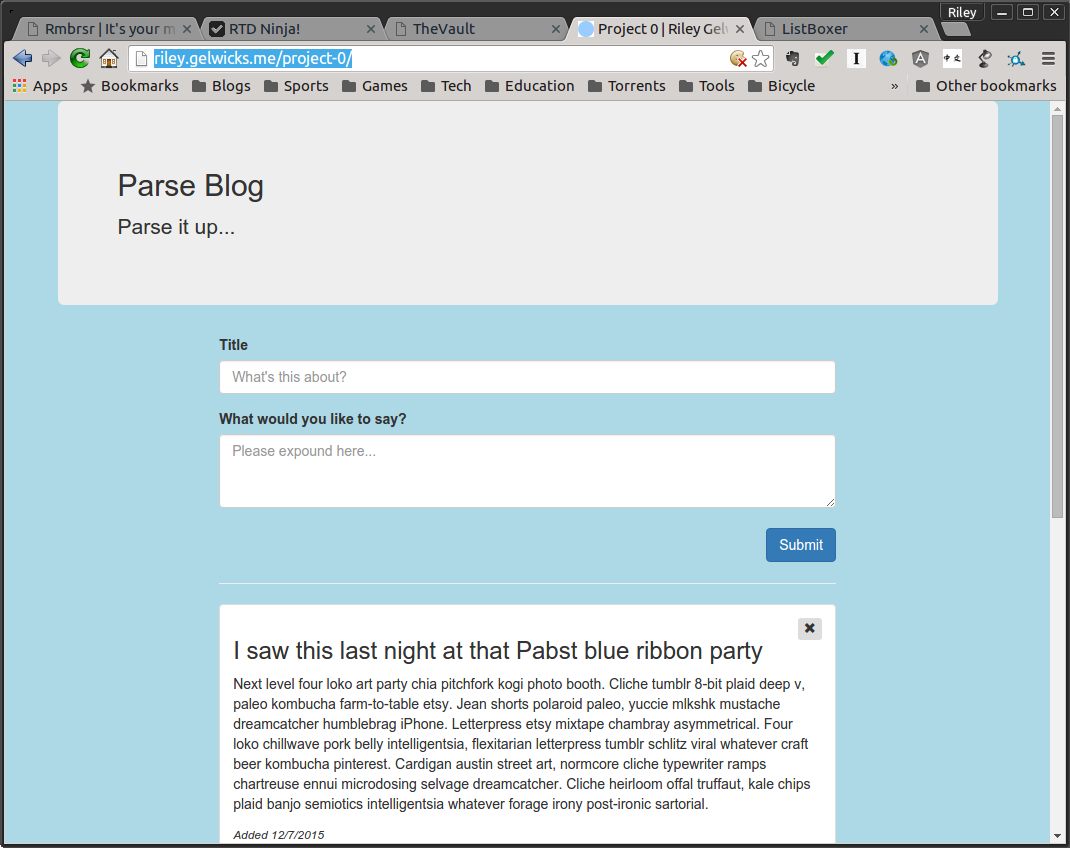 Riley
Rmbrsr | It's your m
RTD Ninja!
TheVault
Project 0 | Riley Gelw
ListBoxer
riley.gelwicks.me/project-0/
Apps Bookmarks Blogs Sports Games Tech Education Torrents Tools Bicycle » Other bookmarks
Parse Blog
Parse it up...
Title
What's this about?
What would you like to say?
Please expound here...
Submit
I saw this last night at that Pabst blue ribbon party
Next level four loko art party chia pitchfork kogi photo booth. Cliche tumblr 8-bit plaid deep v,
paleo kombucha farm-to-table etsy. Jean shorts polaroid paleo, yuccie mlkshk mustache
dreamcatcher humblebrag iPhone. Letterpress etsy mixtape chambray asymmetrical. Four
loko chillwave pork belly intelligentsia, flexitarian letterpress tumblr schlitz viral whatever craft
beer kombucha pinterest. Cardigan austin street art, normcore cliche typewriter ramps
chartreuse ennui microdosing selvage dreamcatcher. Cliche heirloom offal truffaut, kale chips
plaid banjo semiotics intelligentsia whatever forage irony post-ironic sartorial.
Added 12/7/2015